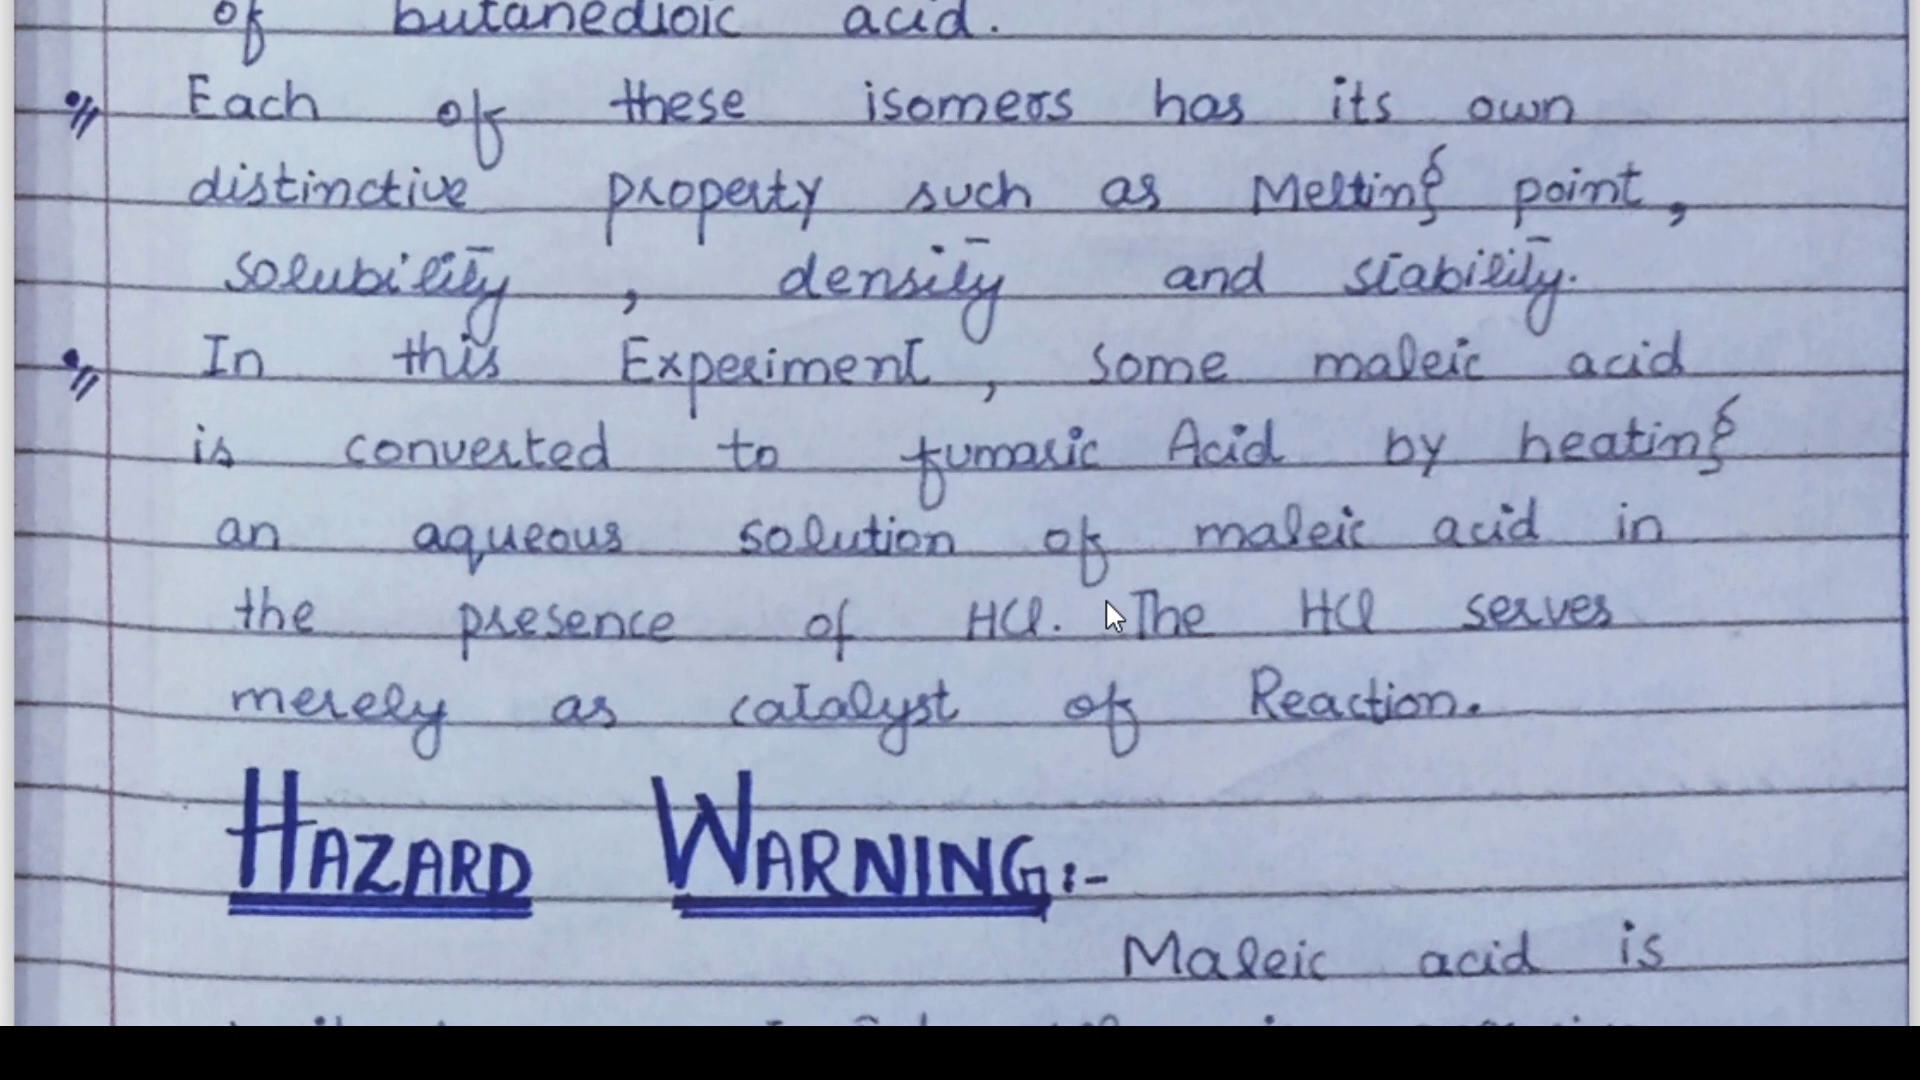 of butanedioic acid.
Each of these isomers has its own
distinctive property such as Melting point,
solubility, density and stability.
In this Experiment, some maleic acid
is converted to fumaric Acid by heating
an aqueous solution of maleic acid in
the presence of HCl. The HCl serves
merely as catalyst of Reaction.
HAZARD WARNING:-
Maleic acid is